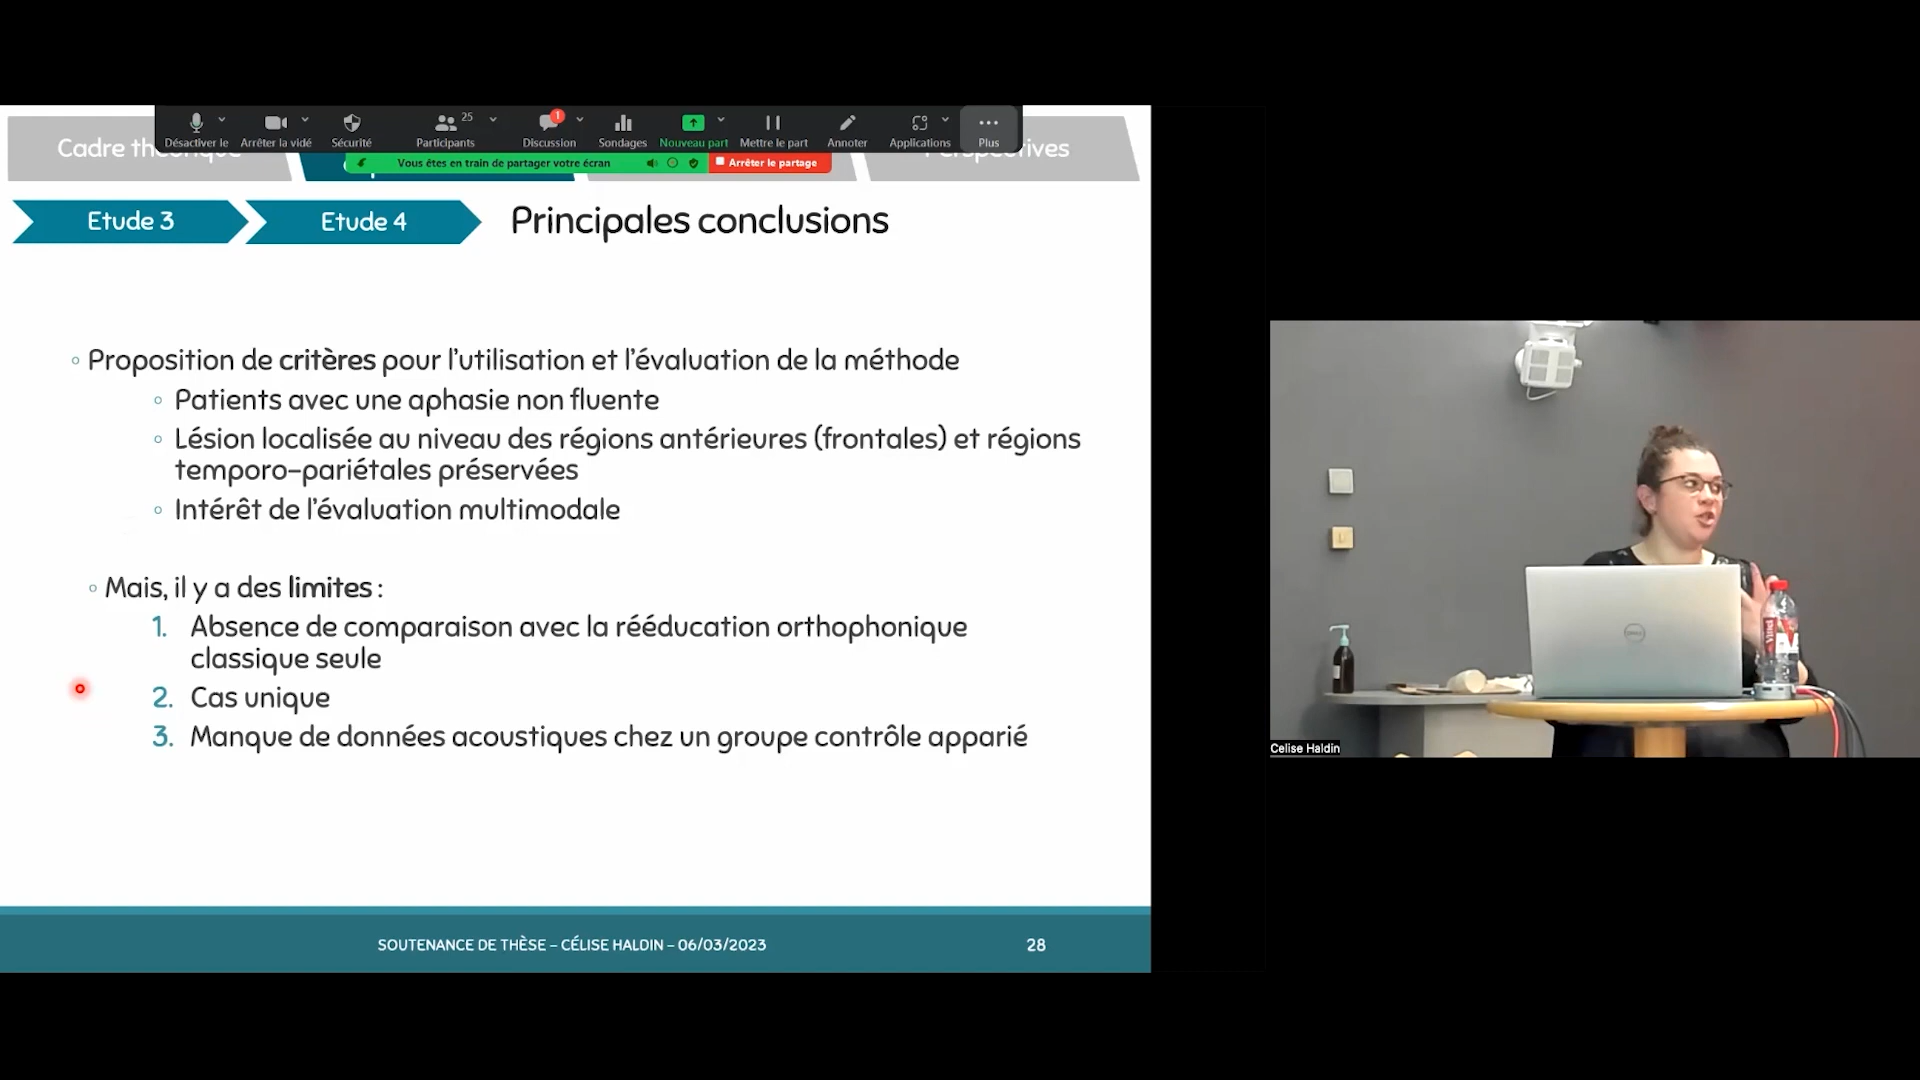 Désactiver le
Arrêter la vidé
Sécurité
25
Participants
1
Discussion
Sondages
Nouveau part
Mettre le part
Annoter
Applications
Plus
Vous êtes en train de partager votre écran
Arrêter le partage
Cadre théorique
Etude 3
Etude 4
Principales conclusions
Proposition de critères pour l'utilisation et l'évaluation de la méthode
Patients avec une aphasie non fluente
Lésion localisée au niveau des régions antérieures (frontales) et régions
temporo-pariétales préservées
Intérêt de l'évaluation multimodale
Mais, il y a des limites :
1. Absence de comparaison avec la rééducation orthophonique
classique seule
2. Cas unique
3. Manque de données acoustiques chez un groupe contrôle apparié
SOUTENANCE DE THÈSE – CÉLISE HALDIN – 06/03/2023
28
Celise Haldin
DELL
Vittel